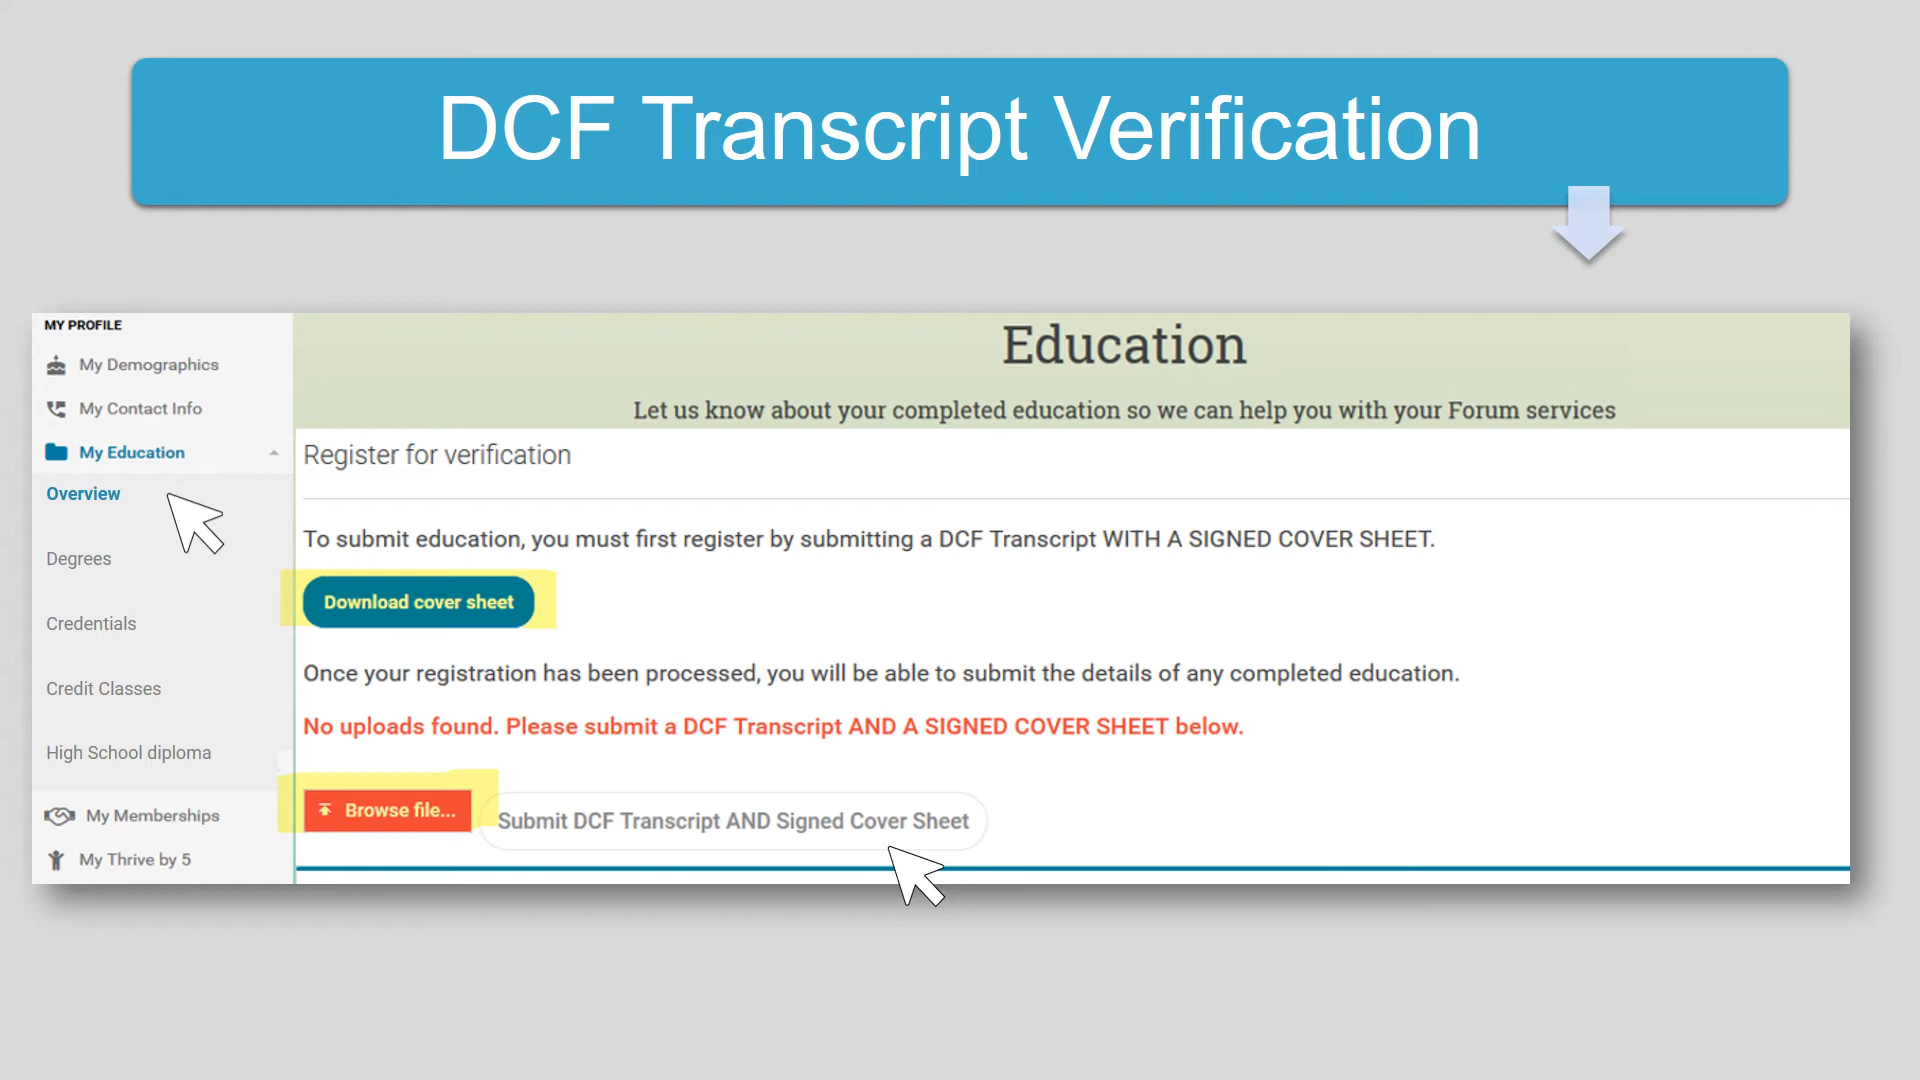 DCF Transcript Verification
MY PROFILE
My Demographics
My Contact Info
My Education
Overview
Degrees
Credentials
Credit Classes
High School diploma
My Memberships
My Thrive by 5
Education
Let us know about your completed education so we can help you with your Forum services
Register for verification
To submit education, you must first register by submitting a DCF Transcript WITH A SIGNED COVER SHEET.
Download cover sheet
Once your registration has been processed, you will be able to submit the details of any completed education.
No uploads found. Please submit a DCF Transcript AND A SIGNED COVER SHEET below.
Browse file...
Submit DCF Transcript AND Signed Cover Sheet